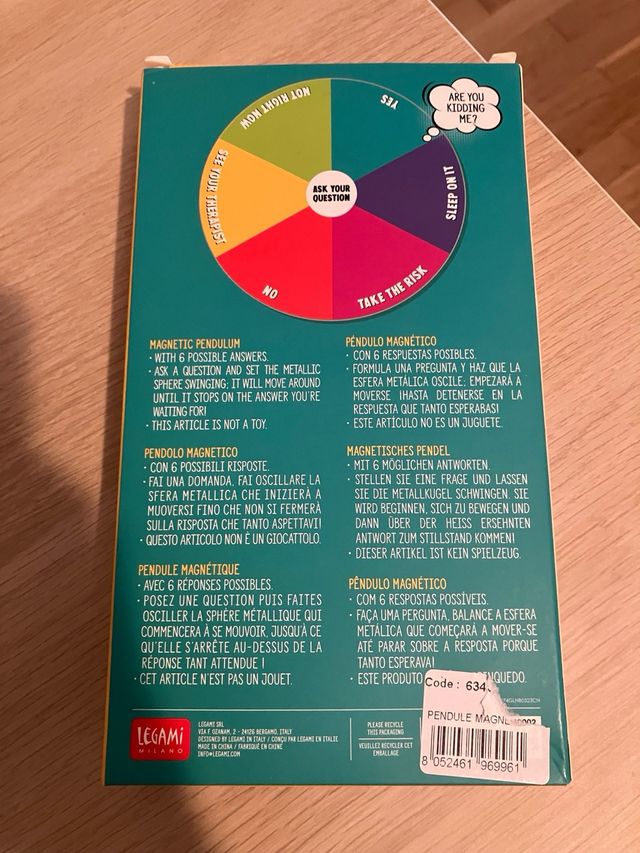 NOT RIGHT NOW
YES
ARE YOU
KIDDING
ME?
SEE YOUR THERAPIST
ASK YOUR
QUESTION
SLEEP ON IT
NO
TAKE THE RISK
MAGNETIC PENDULUM
• WITH 6 POSSIBLE ANSWERS.
• ASK A QUESTION AND SET THE METALLIC
SPHERE SWINGING; IT WILL MOVE AROUND
UNTIL IT STOPS ON THE ANSWER YOU'RE
WAITING FOR!
• THIS ARTICLE IS NOT A TOY.
PÉNDULO MAGNÉTICO
• CON 6 RESPUESTAS POSIBLES.
• FORMULA UNA PREGUNTA Y HAZ QUE LA
ESFERA METÁLICA OSCILE; EMPEZARÁ A
MOVERSE ¡HASTA DETENERSE EN LA
RESPUESTA QUE TANTO ESPERABAS!
• ESTE ARTÍCULO NO ES UN JUGUETE.
PENDOLO MAGNETICO
• CON 6 POSSIBILI RISPOSTE.
• FAI UNA DOMANDA, FAI OSCILLARE LA
SFERA METALLICA CHE INIZIERÀ A
MUOVERSI FINO CHE NON SI FERMERÀ
SULLA RISPOSTA CHE TANTO ASPETTAVI!
• QUESTO ARTICOLO NON È UN GIOCATTOLO.
MAGNETISCHES PENDEL
• MIT 6 MÖGLICHEN ANTWORTEN.
• STELLEN SIE EINE FRAGE UND LASSEN
SIE DIE METALLKUGEL SCHWINGEN. SIE
WIRD BEGINNEN, SICH ZU BEWEGEN UND
DANN ÜBER DER HEISS ERSEHNTEN
ANTWORT ZUM STILLSTAND KOMMEN!
• DIESER ARTIKEL IST KEIN SPIELZEUG.
PENDULE MAGNÉTIQUE
• AVEC 6 RÉPONSES POSSIBLES.
• POSEZ UNE QUESTION PUIS FAITES
OSCILLER LA SPHÈRE MÉTALLIQUE QUI
COMMENCERA À SE MOUVOIR, JUSQU'À CE
QU'ELLE S'ARRÊTE AU-DESSUS DE LA
RÉPONSE TANT ATTENDUE !
• CET ARTICLE N'EST PAS UN JOUET.
PÊNDULO MAGNÉTICO
• COM 6 RESPOSTAS POSSÍVEIS.
• FAÇA UMA PERGUNTA, BALANCE A ESFERA
METÁLICA QUE COMEÇARÁ A MOVER-SE
ATÉ PARAR SOBRE A RESPOSTA PORQUE
TANTO ESPERAVA!
• ESTE PRODUTO
LEGAMI
MILANO
LEGAMI SRL
VIA F. OZANAM, 2 - 24126 BERGAMO, ITALY
DESIGNED BY LEGAMI IN ITALY / CONÇU PAR LEGAMI EN ITALIE
MADE IN CHINA / FABRIQUÉ EN CHINE
INFO@LEGAMI.COM
PLEASE RECYCLE
THIS PACKAGING
VEUILLEZ RECYCLER CET
EMBALLAGE
Code : 634
PENDULE MAGNE
8 052461 969961